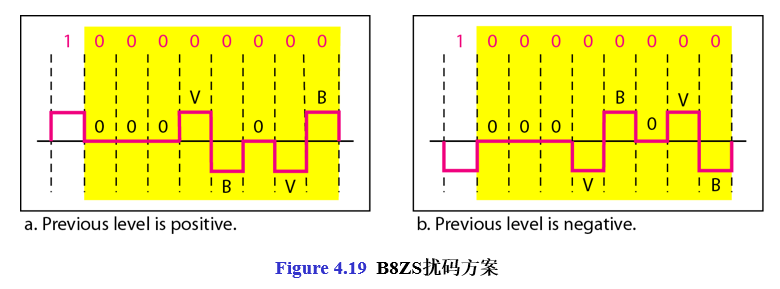 1 0 0 0 0 0 0 0 0
V B
0 0 0 0
B V
a. Previous level is positive.
1 0 0 0 0 0 0 0 0
B V
0 0 0 0
V B
b. Previous level is negative.
Figure 4.19 B8ZS扰码方案